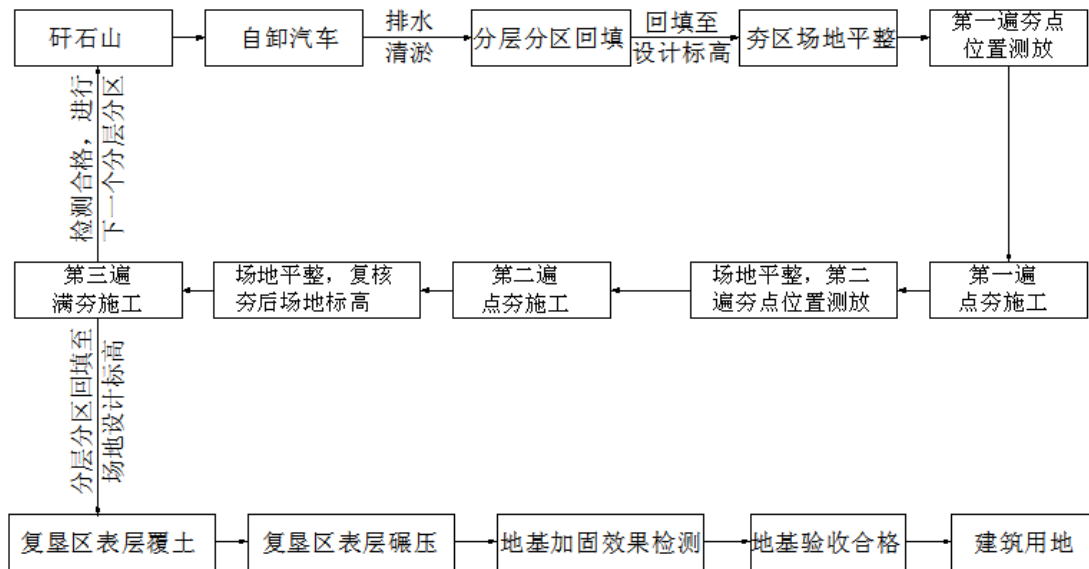 矸石山
自卸汽车
排水
清淤
分层分区回填
回填至
设计标高
夯区场地平整
第一遍夯点
位置测放
检测合格，进行
下一个分层分区
第三遍
满夯施工
场地平整，复核
夯后场地标高
第二遍
点夯施工
场地平整，第二
遍夯点位置测放
第一遍
点夯施工
分层分区回填至
场地设计标高
复垦区表层覆土
复垦区表层碾压
地基加固效果检测
地基验收合格
建筑用地